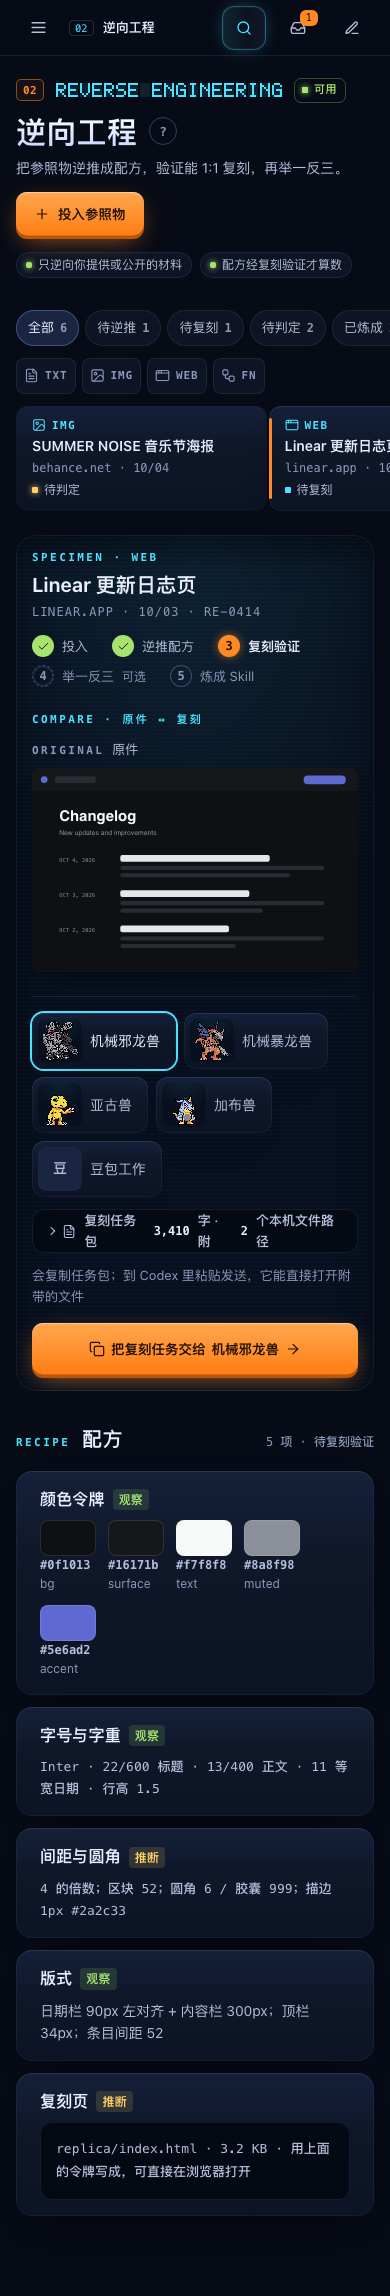 02 逆向工程
1
02 REVERSE ENGINEERING 可用
逆向工程 ?
把参照物逆推成配方，验证能 1:1 复刻，再举一反三。
+ 投入参照物
只逆向你提供或公开的材料
配方经复刻验证才算数
全部 6 待逆推 1 待复刻 1 待判定 2 已炼成
TXT IMG WEB FN
IMG
SUMMER NOISE 音乐节海报
behance.net · 10/04
待判定
WEB
Linear 更新日志
linear.app · 10
待复刻
SPECIMEN · WEB
Linear 更新日志页
LINEAR.APP · 10/03 · RE-0414
投入 逆推配方 3 复刻验证
4 举一反三 可选 5 炼成 Skill
COMPARE · 原件 ↔ 复刻
ORIGINAL 原件
Changelog
New updates and improvements
OCT 4, 2026
OCT 3, 2026
OCT 2, 2026
机械邪龙兽
机械暴龙兽
亚古兽
加布兽
豆 豆包工作
复刻任务包 3,410 字 · 附 2 个本机文件路径
会复制任务包；到 Codex 里粘贴发送，它能直接打开附
带的文件
把复刻任务交给 机械邪龙兽 →
RECIPE 配方 5 项 · 待复刻验证
颜色令牌 观察
#0f1013 #16171b #f7f8f8 #8a8f98
bg surface text muted
#5e6ad2
accent
字号与字重 观察
Inter · 22/600 标题 · 13/400 正文 · 11 等
宽日期 · 行高 1.5
间距与圆角 推断
4 的倍数；区块 52；圆角 6 / 胶囊 999；描边
1px #2a2c33
版式 观察
日期栏 90px 左对齐 + 内容栏 300px；顶栏
34px；条目间距 52
复刻页 推断
replica/index.html · 3.2 KB · 用上面
的令牌写成，可直接在浏览器打开